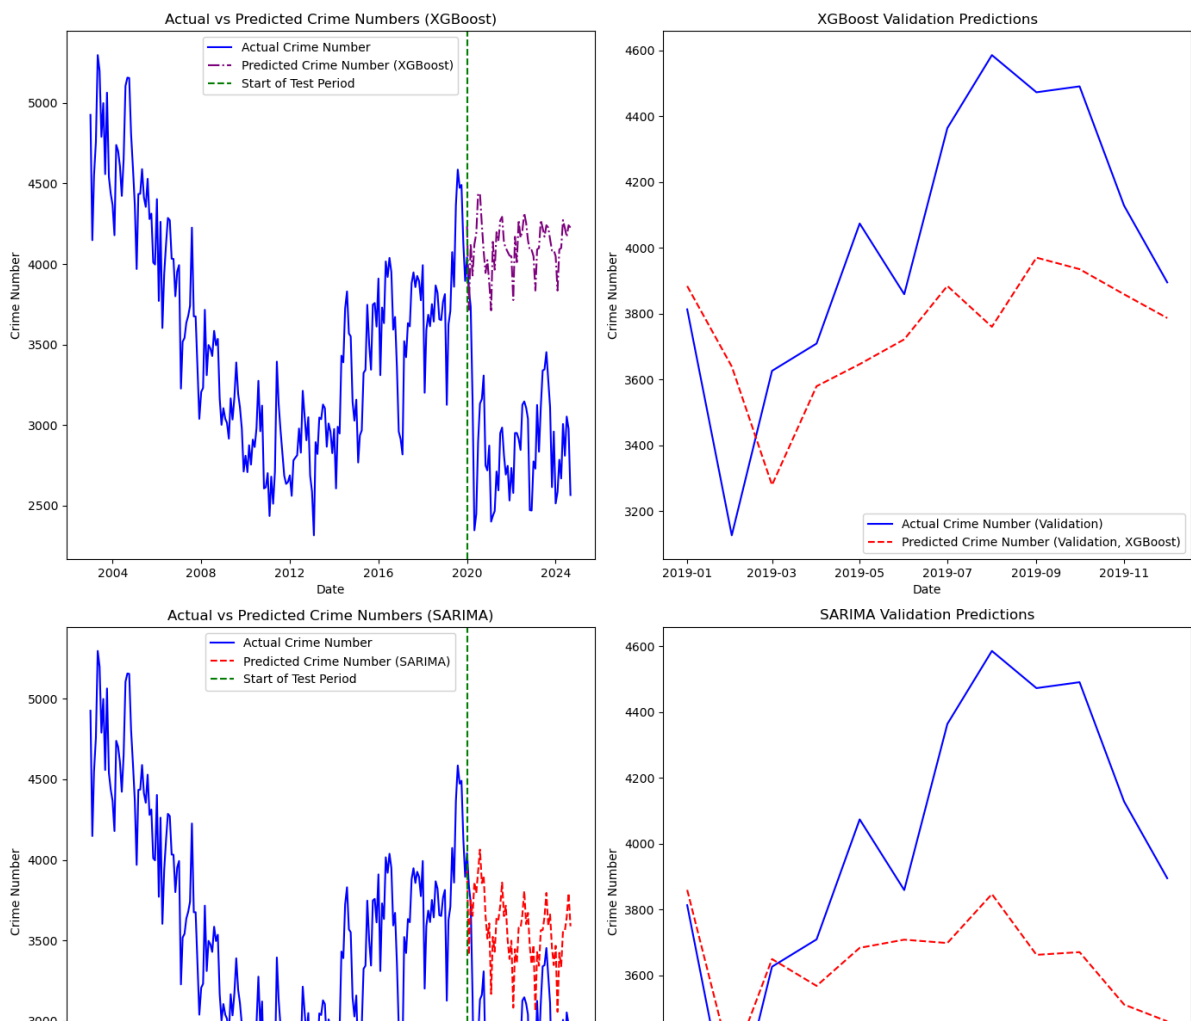 Actual vs Predicted Crime Numbers (XGBoost)
Actual Crime Number
Predicted Crime Number (XGBoost)
Start of Test Period
5000
4500
4000
3500
3000
2500
Crime Number
2004
2008
2012
2016
2020
2024
Date
XGBoost Validation Predictions
4600
4400
4200
4000
3800
3600
3400
3200
Crime Number
Actual Crime Number (Validation)
Predicted Crime Number (Validation, XGBoost)
2019-01
2019-03
2019-05
2019-07
2019-09
2019-11
Date
Actual vs Predicted Crime Numbers (SARIMA)
Actual Crime Number
Predicted Crime Number (SARIMA)
Start of Test Period
5000
4500
4000
3500
3000
Crime Number
SARIMA Validation Predictions
4600
4400
4200
4000
3800
3600
Crime Number